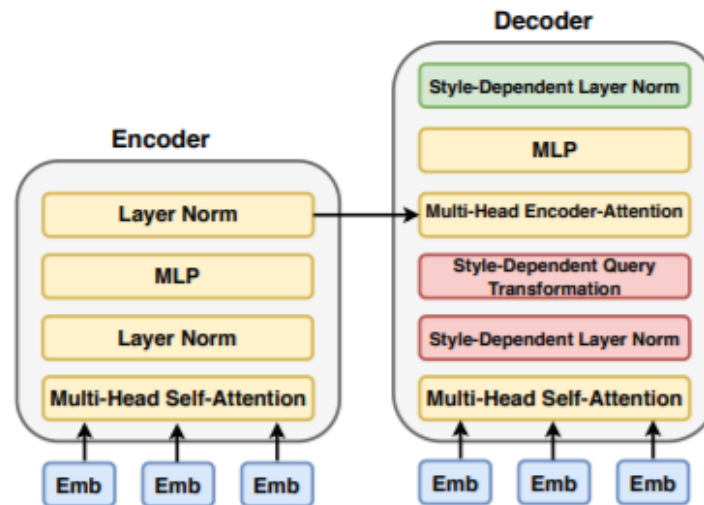 Encoder
Layer Norm
MLP
Layer Norm
Multi-Head Self-Attention
Emb
Emb
Emb
Decoder
Style-Dependent Layer Norm
MLP
Multi-Head Encoder-Attention
Style-Dependent Query
Transformation
Style-Dependent Layer Norm
Multi-Head Self-Attention
Emb
Emb
Emb